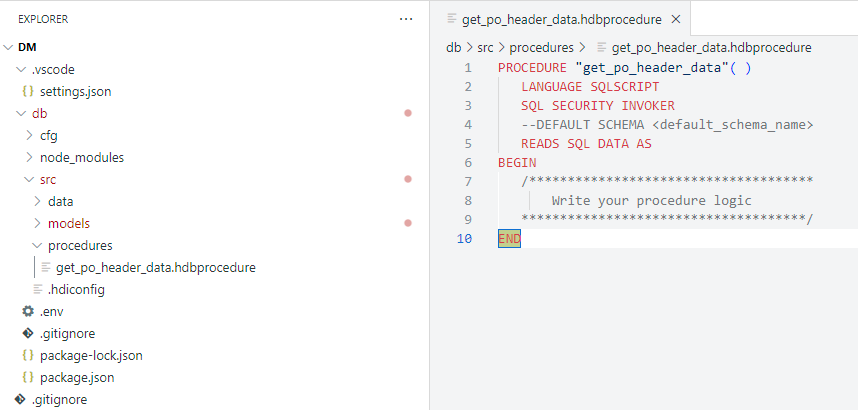 EXPLORER
...
DM
.vscode
{} settings.json
db
cfg
node_modules
src
data
models
procedures
get_po_header_data.hdbprocedure
.hdiconfig
.env
.gitignore
{} package-lock.json
{} package.json
.gitignore
get_po_header_data.hdbprocedure ×
db > src > procedures > get_po_header_data.hdbprocedure
1 PROCEDURE "get_po_header_data"( )
2 LANGUAGE SQLSCRIPT
3 SQL SECURITY INVOKER
4 --DEFAULT SCHEMA <default_schema_name>
5 READS SQL DATA AS
6 BEGIN
7 /*************************************
8 Write your procedure logic
9 *************************************/
10 END